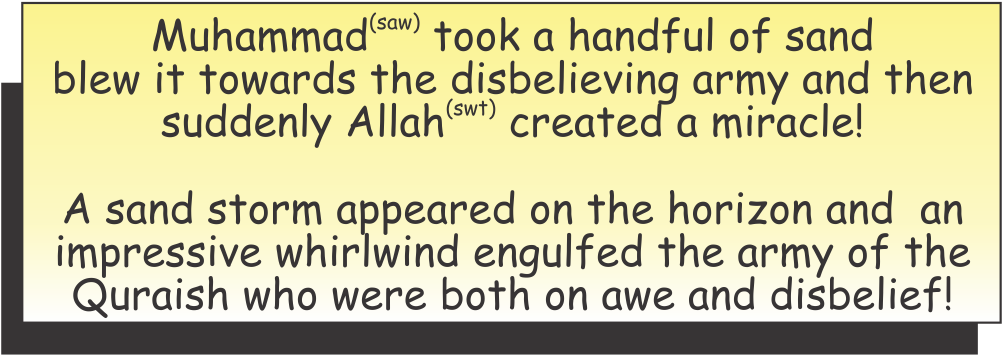 Muhammad(saw) took a handful of sand
blew it towards the disbelieving army and then
suddenly Allah(swt) created a miracle!
A sand storm appeared on the horizon and an
impressive whirlwind engulfed the army of the
Quraish who were both on awe and disbelief!